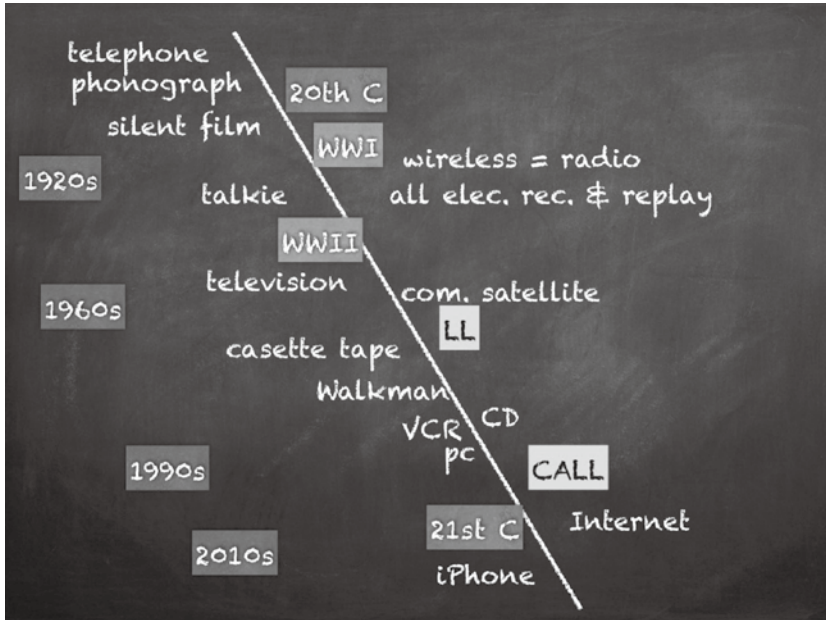 telephone
phonograph
20th C
silent film
WWI
wireless = radio
1920s
talkie
all elec. rec. & replay
WWII
television
com. satellite
1960s
LL
casette tape
Walkman
CD
VCR
pc
1990s
CALL
21st C
Internet
2010s
iPhone